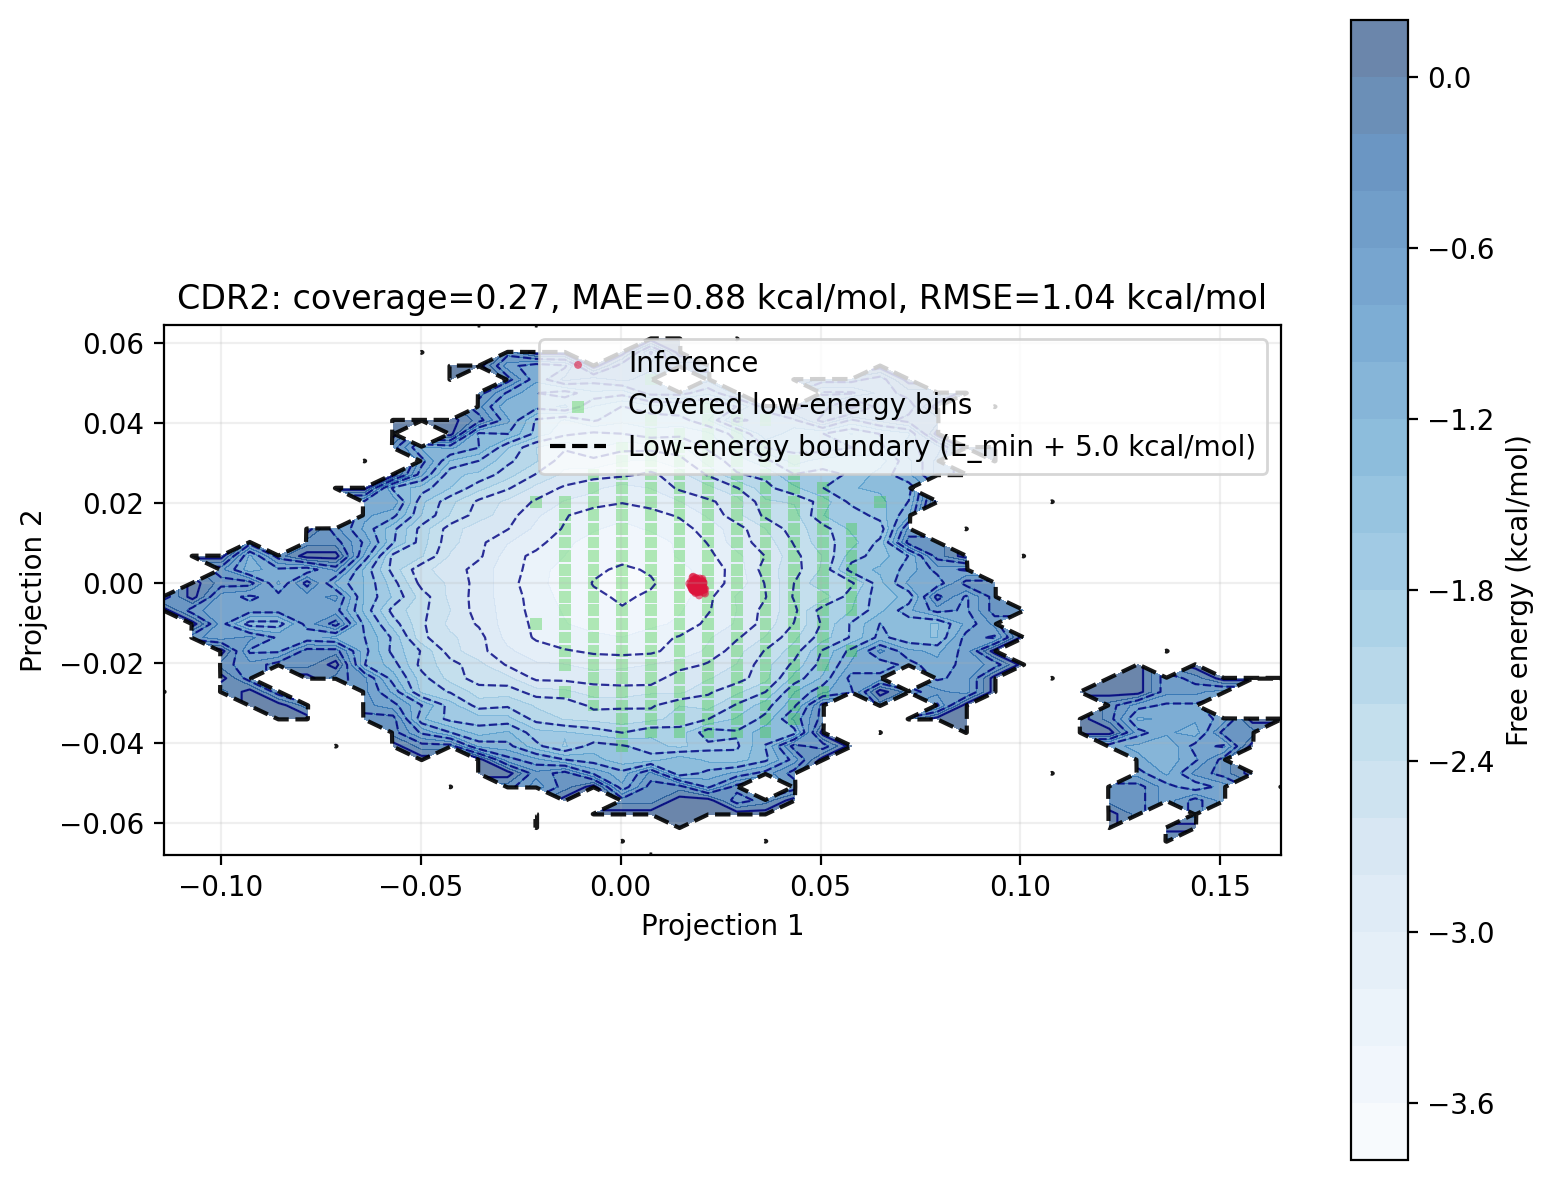 CDR2: coverage=0.27, MAE=0.88 kcal/mol, RMSE=1.04 kcal/mol
Inference
Covered low-energy bins
Low-energy boundary (E_min + 5.0 kcal/mol)
0.06
0.04
0.02
0.00
−0.02
−0.04
−0.06
Projection 2
−0.10
−0.05
0.00
0.05
0.10
0.15
Projection 1
0.0
−0.6
−1.2
−1.8
−2.4
−3.0
−3.6
Free energy (kcal/mol)